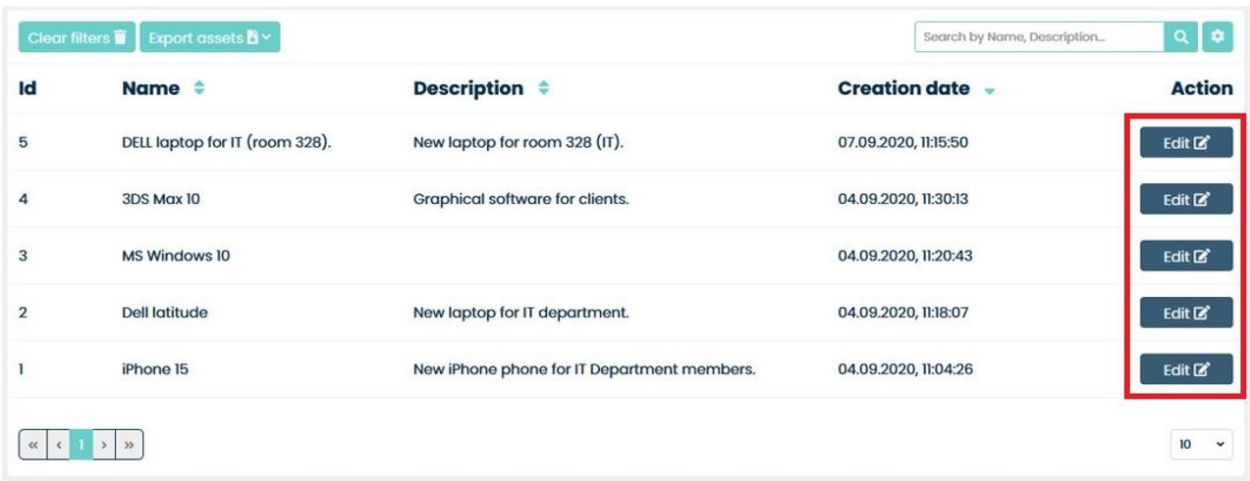 Clear filters Export assets Search by Name, Description...
Id Name Description Creation date Action
5 DELL laptop for IT (room 328). New laptop for room 328 (IT). 07.09.2020, 11:15:50 Edit
4 3DS Max 10 Graphical software for clients. 04.09.2020, 11:30:13 Edit
3 MS Windows 10 04.09.2020, 11:20:43 Edit
2 Dell latitude New laptop for IT department. 04.09.2020, 11:18:07 Edit
1 iPhone 15 New iPhone phone for IT Department members. 04.09.2020, 11:04:26 Edit
« ‹ 1 › » 10